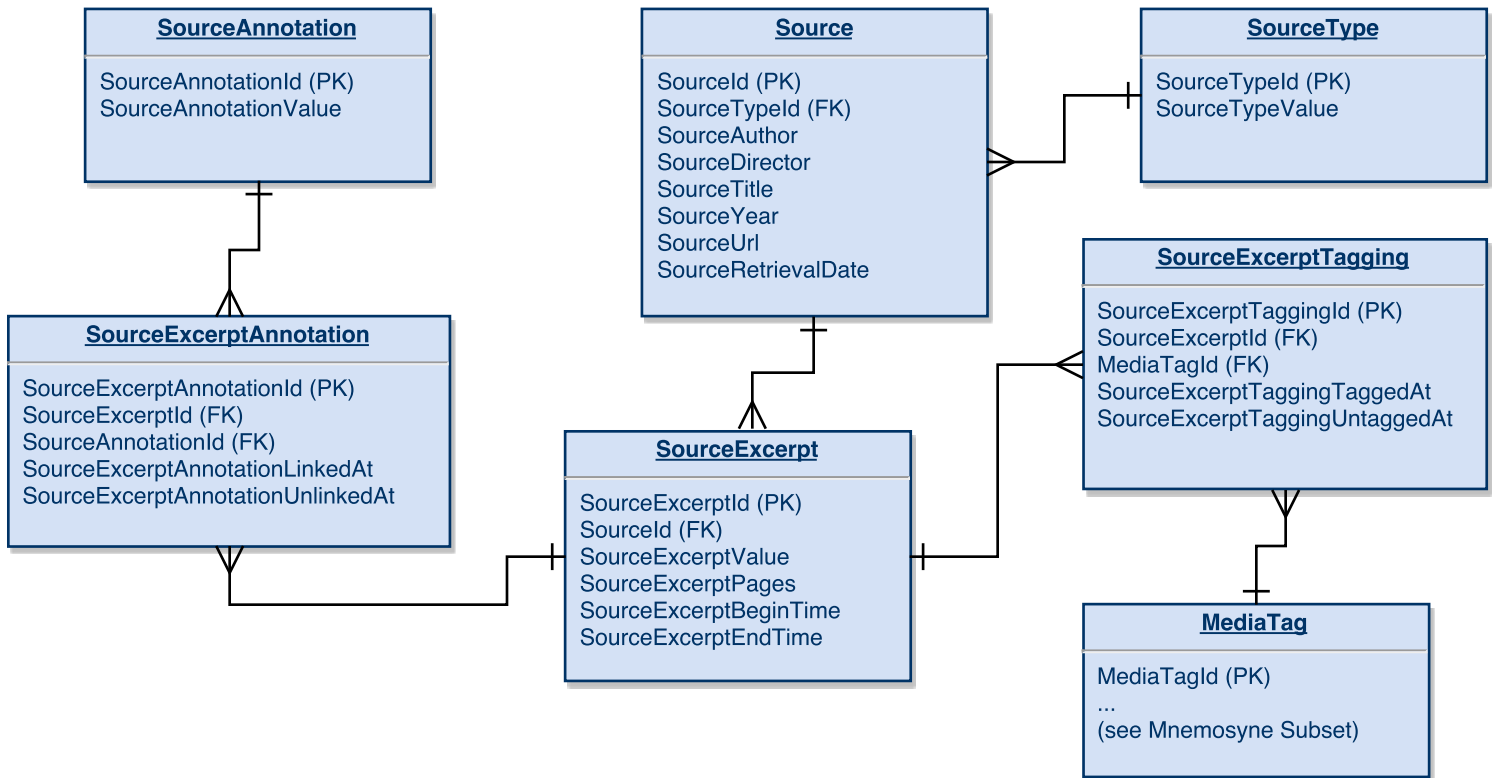 SourceAnnotation
SourceAnnotationId (PK)
SourceAnnotationValue
Source
SourceId (PK)
SourceTypeId (FK)
SourceAuthor
SourceDirector
SourceTitle
SourceYear
SourceUrl
SourceRetrievalDate
SourceType
SourceTypeId (PK)
SourceTypeValue
SourceExcerptAnnotation
SourceExcerptAnnotationId (PK)
SourceExcerptId (FK)
SourceAnnotationId (FK)
SourceExcerptAnnotationLinkedAt
SourceExcerptAnnotationUnlinkedAt
SourceExcerpt
SourceExcerptId (PK)
SourceId (FK)
SourceExcerptValue
SourceExcerptPages
SourceExcerptBeginTime
SourceExcerptEndTime
SourceExcerptTagging
SourceExcerptTaggingId (PK)
SourceExcerptId (FK)
MediaTagId (FK)
SourceExcerptTaggingTaggedAt
SourceExcerptTaggingUntaggedAt
MediaTag
MediaTagId (PK)
...
(see Mnemosyne Subset)